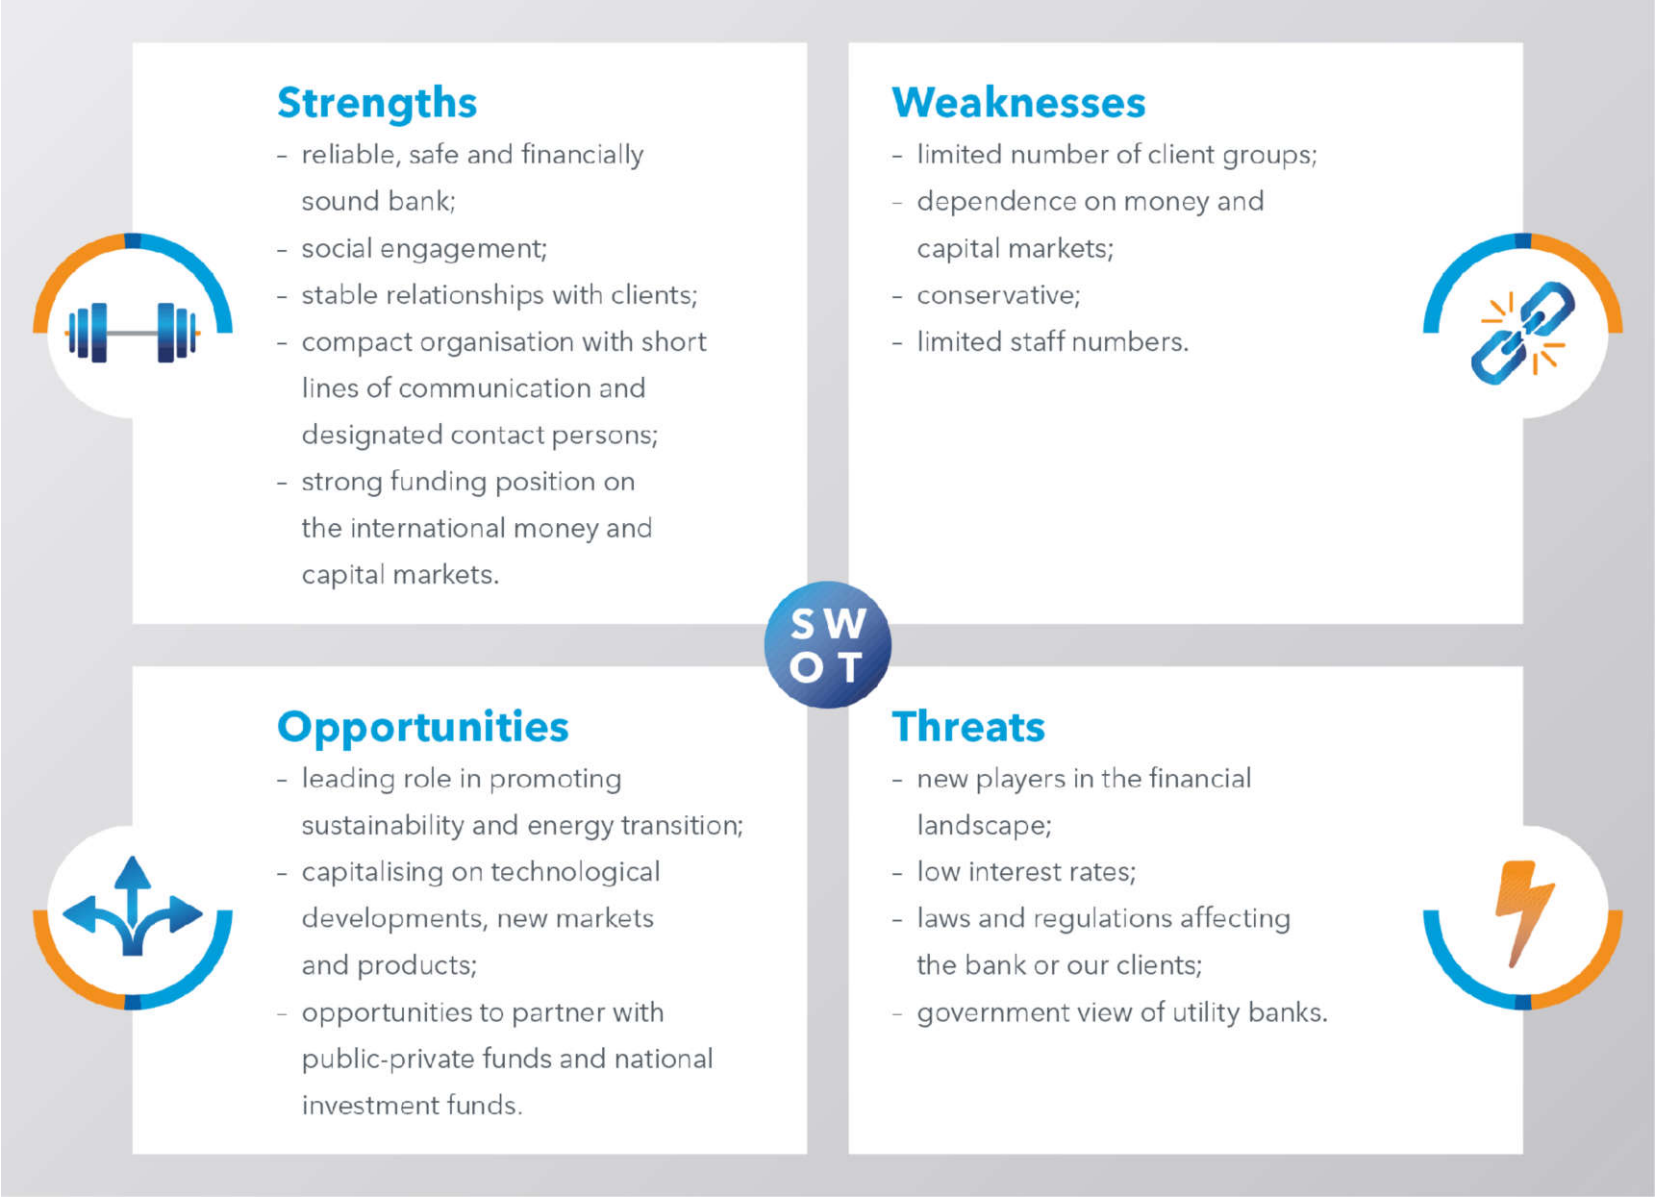 Strengths
- reliable, safe and financially
sound bank;
- social engagement;
- stable relationships with clients;
- compact organisation with short
lines of communication and
designated contact persons;
- strong funding position on
the international money and
capital markets.
Weaknesses
- limited number of client groups;
- dependence on money and
capital markets;
- conservative;
- limited staff numbers.
S W
O T
Opportunities
- leading role in promoting
sustainability and energy transition;
- capitalising on technological
developments, new markets
and products;
- opportunities to partner with
public-private funds and national
investment funds.
Threats
- new players in the financial
landscape;
- low interest rates;
- laws and regulations affecting
the bank or our clients;
- government view of utility banks.